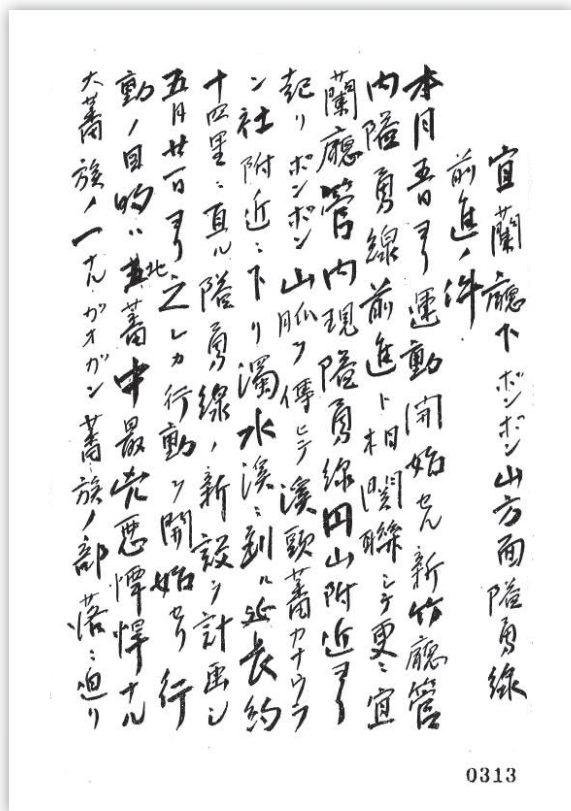 宜蘭廳下ボンボン山方面隘勇線
前進ノ件
本月五日ヨリ運動開始セル新竹廳管
内隘勇線前進ト相関聯シテ更ニ宜
蘭廳管内現隘勇線円山附近ヨリ
起リボンボン山脈ヲ傳ヒテ溪頭蕃カナウラ
ン社附近ニ下リ濁水溪ニ到ル延長約
十四里ニ亘ル隘勇線ノ新設ヲ計画シ
五月廿一日ヨリ之レカ行動ヲ開始セリ行
動ノ目的ハ北蕃中最兇悪慓悍ナル
大蕃族ノ一ナルガオガン蕃族ノ部落ニ迫リ
0313